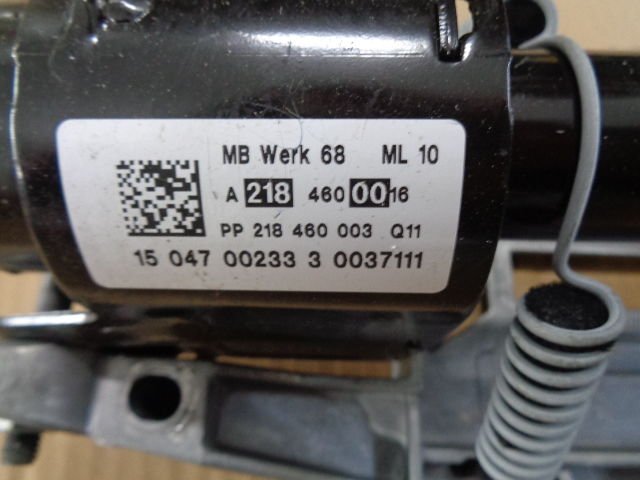 MB Werk 68 ML 10
A 218 460 00 16
PP 218 460 003 Q11
15 047 00233 3 0037111